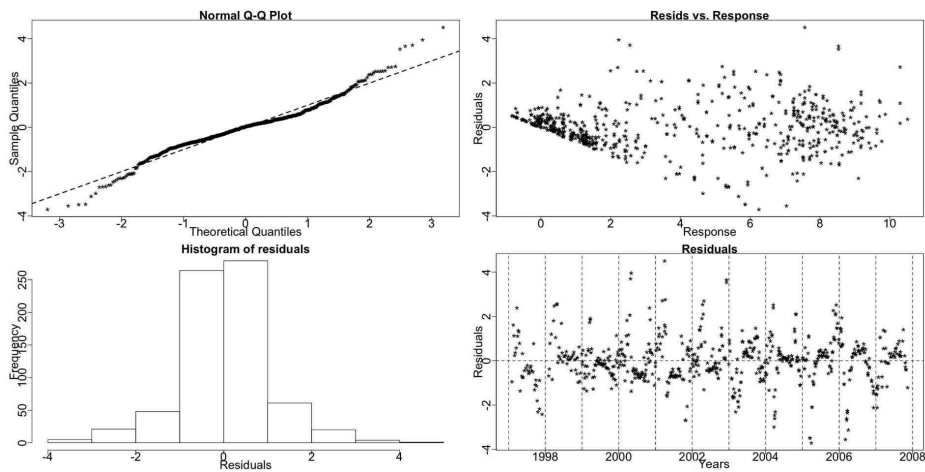 Normal Q-Q Plot
Sample Quantiles
4
2
0
-2
-4
-3 -2 -1 0 1 2 3
Theoretical Quantiles
Resids vs. Response
Residuals
4
2
0
-2
-4
0 2 4 6 8 10
Response
Histogram of residuals
Frequency
250
200
150
100
50
0
-4 -2 0 2 4
Residuals
Residuals
Residuals
4
2
0
-2
-4
1998 2000 2002 2004 2006 2008
Years